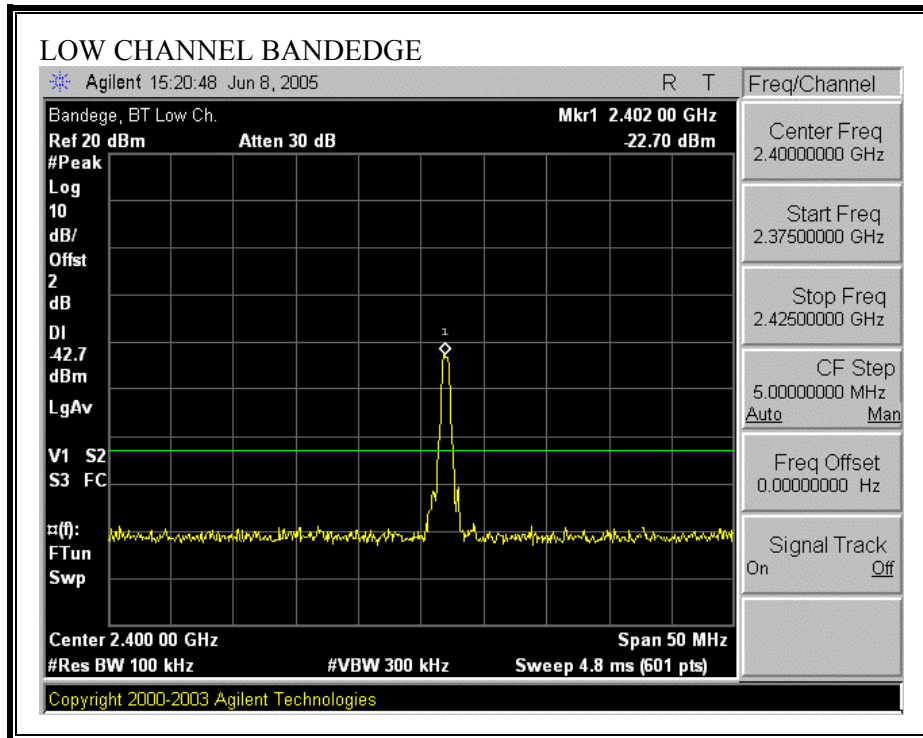 LOW CHANNEL BANDEDGE
Agilent 15:20:48 Jun 8, 2005 R T
Freq/Channel
Bandege, BT Low Ch.
Mkr1 2.402 00 GHz
Ref 20 dBm Atten 30 dB -22.70 dBm
#Peak
Log
10
dB/
Offst
2
dB
DI
-42.7
dBm
LgAv
V1 S2
S3 FC
¤(f):
FTun
Swp
1
Center 2.400 00 GHz Span 50 MHz
#Res BW 100 kHz #VBW 300 kHz Sweep 4.8 ms (601 pts)
Center Freq
2.40000000 GHz
Start Freq
2.37500000 GHz
Stop Freq
2.42500000 GHz
CF Step
5.00000000 MHz
Auto Man
Freq Offset
0.00000000 Hz
Signal Track
On Off
Copyright 2000-2003 Agilent Technologies